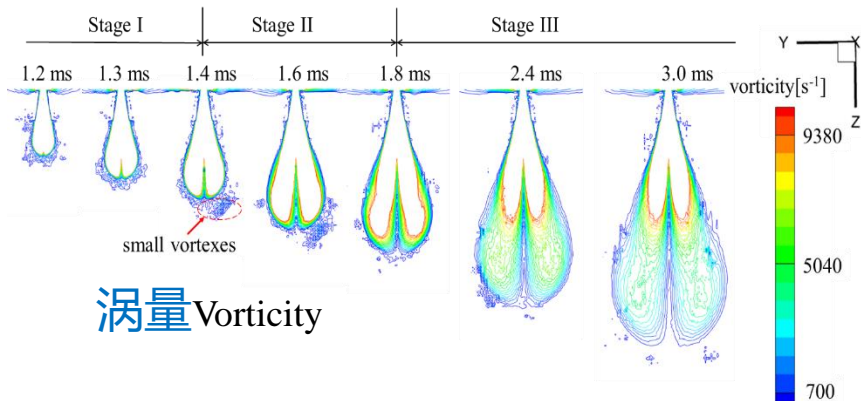 Stage I
Stage II
Stage III
Y
X
Z
1.2 ms
1.3 ms
1.4 ms
1.6 ms
1.8 ms
2.4 ms
3.0 ms
vorticity[s⁻¹]
9380
5040
700
small vortexes
涡量Vorticity